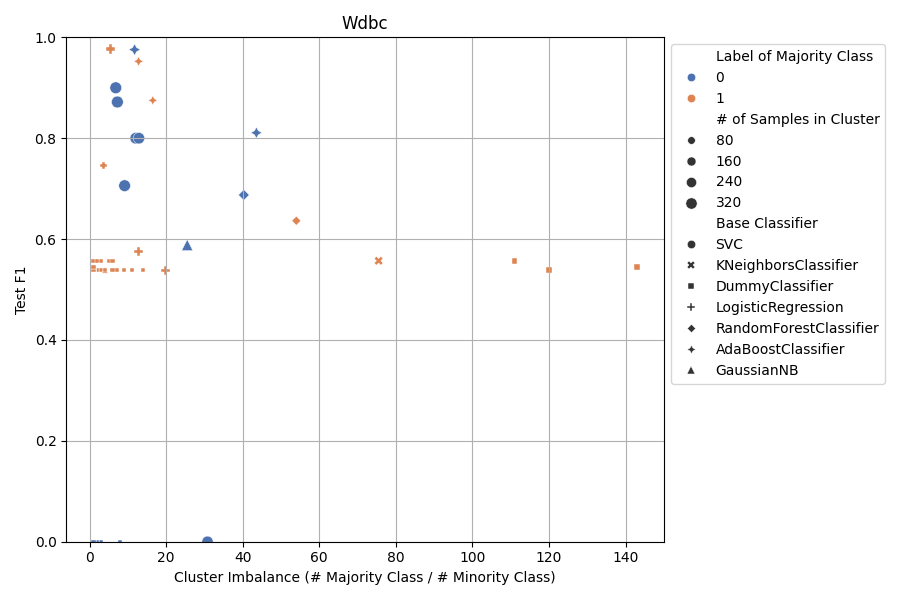 Wdbc
1.0
0.8
0.6
0.4
0.2
0.0
Test F1
0 20 40 60 80 100 120 140
Cluster Imbalance (# Majority Class / # Minority Class)
Label of Majority Class
0
1
# of Samples in Cluster
80
160
240
320
Base Classifier
SVC
KNeighborsClassifier
DummyClassifier
LogisticRegression
RandomForestClassifier
AdaBoostClassifier
GaussianNB